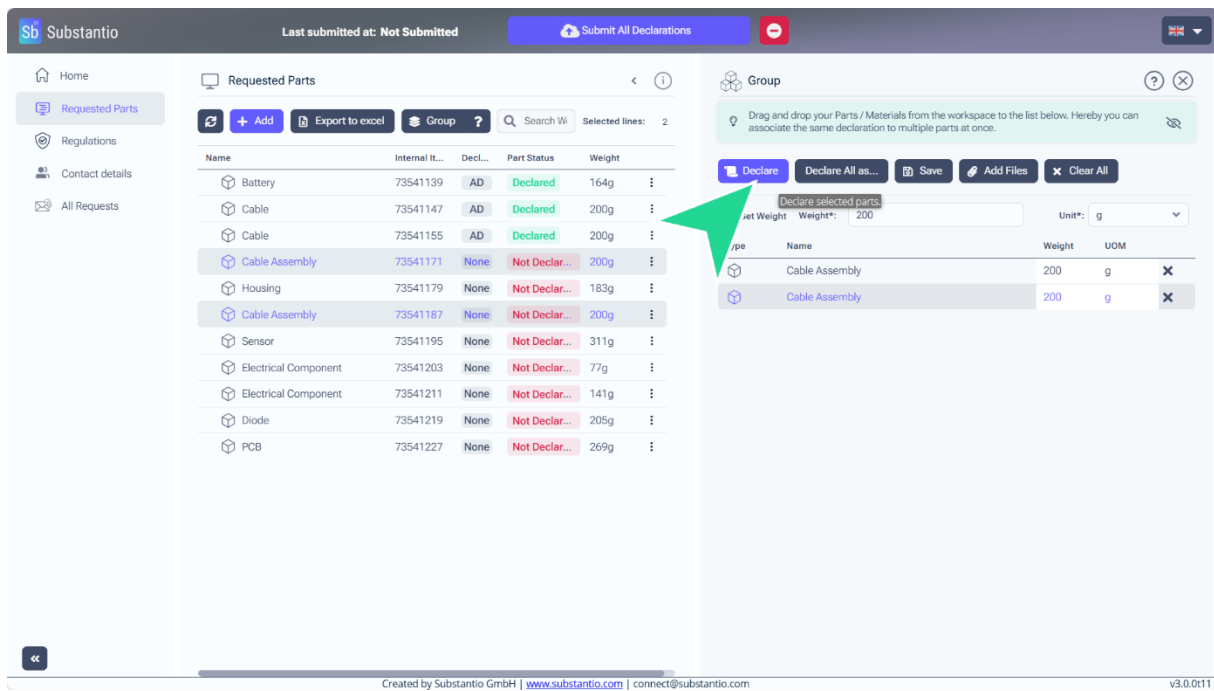 Sb Substantio
Last submitted at: Not Submitted
Submit All Declarations
Home
Requested Parts
Regulations
Contact details
All Requests
Requested Parts
Add
Export to excel
Group ?
Search W
Selected lines: 2
Name Internal It... Decl... Part Status Weight
Battery 73541139 AD Declared 164g
Cable 73541147 AD Declared 200g
Cable 73541155 AD Declared 200g
Cable Assembly 73541171 None Not Declar... 200g
Housing 73541179 None Not Declar... 183g
Cable Assembly 73541187 None Not Declar... 200g
Sensor 73541195 None Not Declar... 311g
Electrical Component 73541203 None Not Declar... 77g
Electrical Component 73541211 None Not Declar... 141g
Diode 73541219 None Not Declar... 205g
PCB 73541227 None Not Declar... 269g
Group
?
Drag and drop your Parts / Materials from the workspace to the list below. Hereby you can
associate the same declaration to multiple parts at once.
Declare
Declare All as...
Save
Add Files
Clear All
Declare selected parts.
Weight Weight*: 200 Unit*: g
Name Weight UOM
Cable Assembly 200 g
Cable Assembly 200 g
Created by Substantio GmbH | www.substantio.com | connect@substantio.com
v3.0.0t11